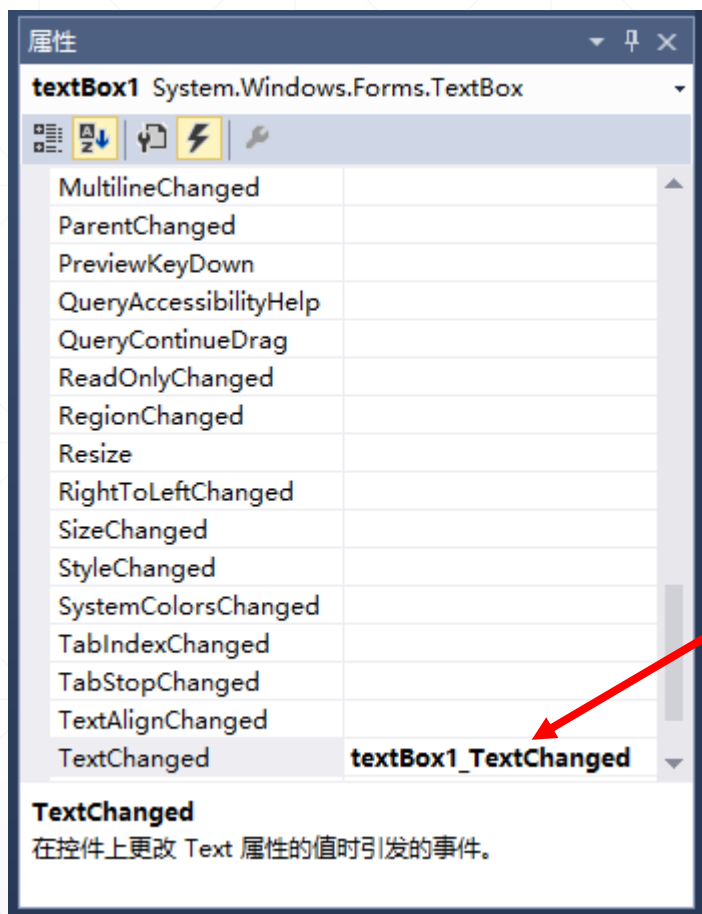 属性
textBox1 System.Windows.Forms.TextBox
MultilineChanged
ParentChanged
PreviewKeyDown
QueryAccessibilityHelp
QueryContinueDrag
ReadOnlyChanged
RegionChanged
Resize
RightToLeftChanged
SizeChanged
StyleChanged
SystemColorsChanged
TabIndexChanged
TabStopChanged
TextAlignChanged
TextChanged textBox1_TextChanged
TextChanged
在控件上更改 Text 属性的值时引发的事件。